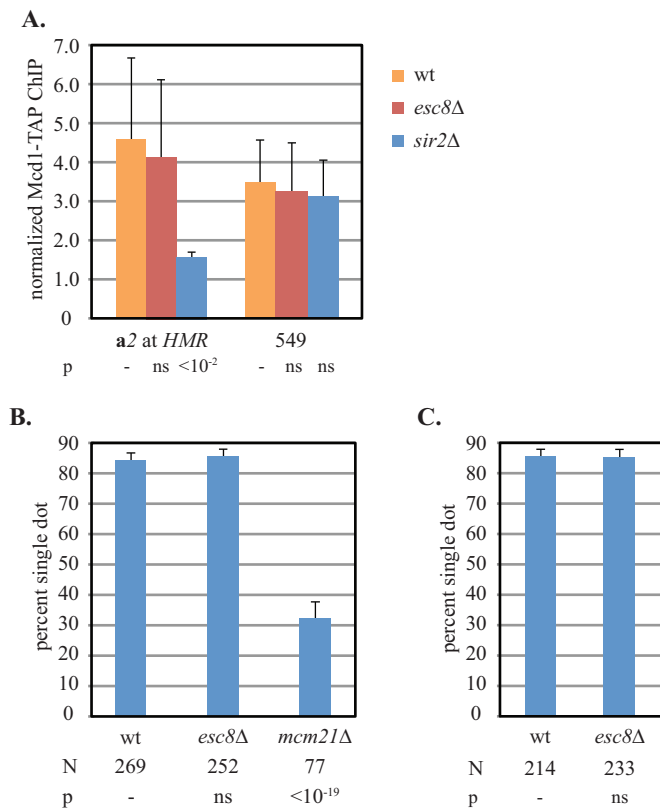 A.
7.0
6.0
5.0
4.0
3.0
2.0
1.0
0
normalized Mcd1-TAP ChIP
wt
esc8Δ
sir2Δ
a2 at HMR 549
p - ns <10⁻² - ns ns
B.
90
80
70
60
50
40
30
20
10
0
percent single dot
wt esc8Δ mcm21Δ
N 269 252 77
p - ns <10⁻¹⁹
C.
90
80
70
60
50
40
30
20
10
0
percent single dot
wt esc8Δ
N 214 233
p - ns